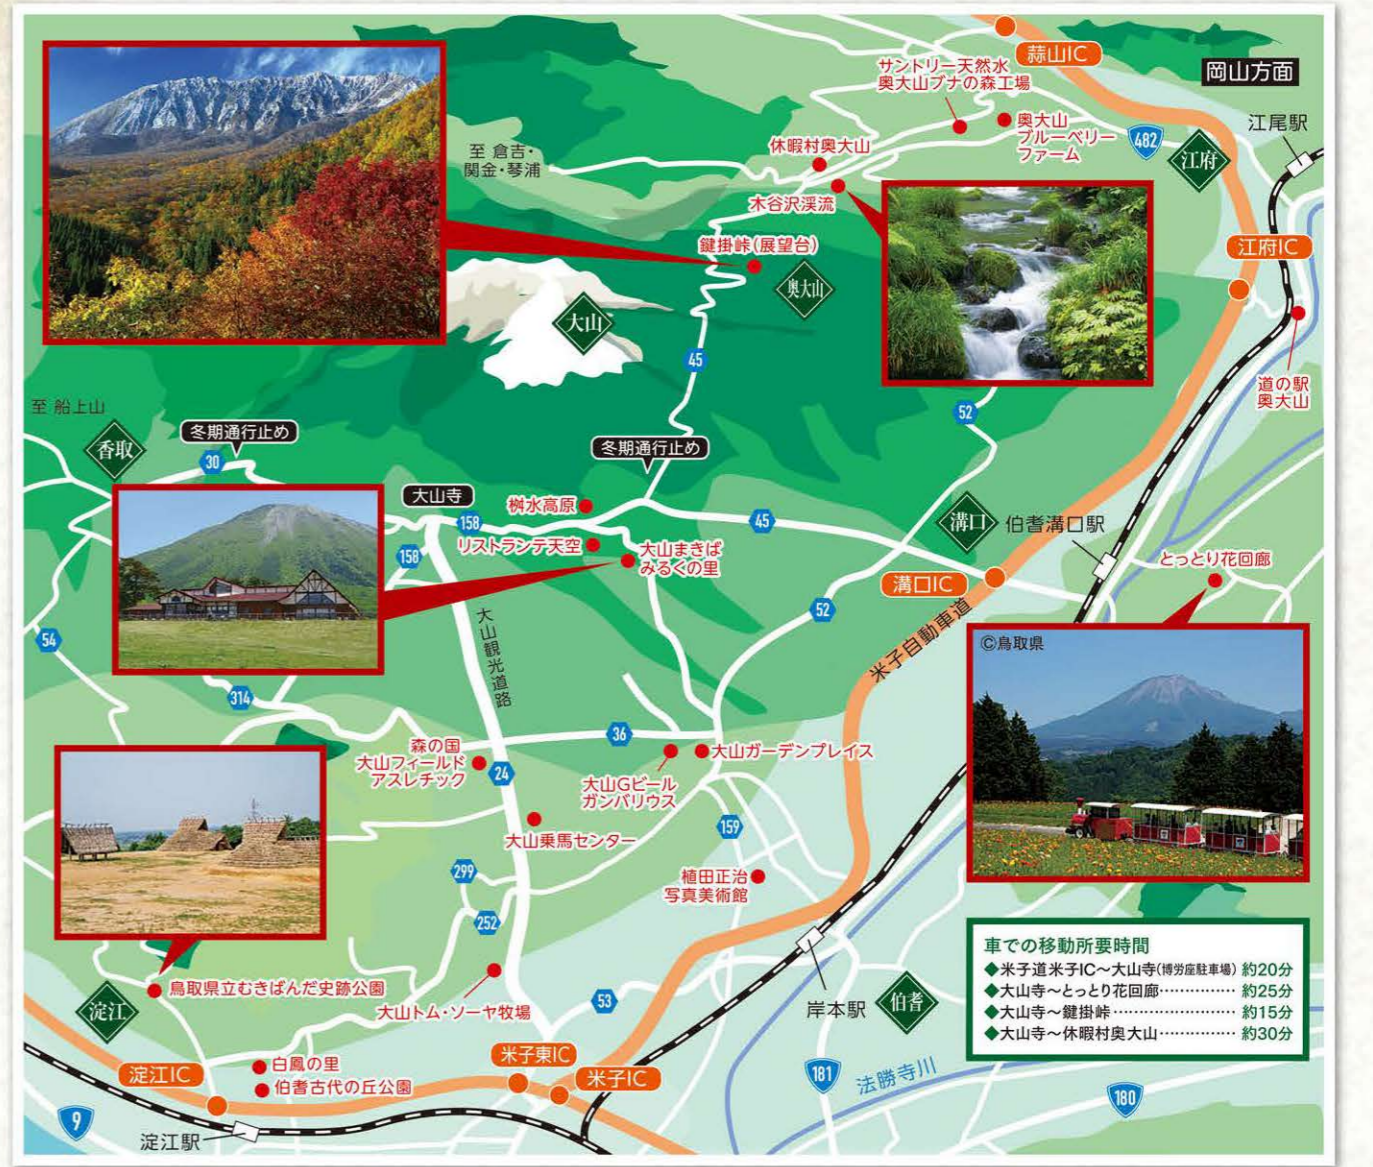 蒜山IC
岡山方面
サントリー天然水
奥大山ブナの森工場
奥大山
ブルーベリー
ファーム
482
江府
江尾駅
至 倉吉・
関金・琴浦
休暇村奥大山
木谷沢渓流
鍵掛峠(展望台)
奥大山
江府IC
大山
45
道の駅
奥大山
至 船上山
香取
冬期通行止め
30
冬期通行止め
52
大山寺
桝水高原
158
45
溝口
伯耆溝口駅
158
リストランテ天空
大山まきば
みるくの里
溝口IC
とっとり花回廊
52
54
大山観光道路
米子自動車道
©鳥取県
314
36
森の国
大山フィールド
アスレチック
24
大山ガーデンプレイス
大山Gビール
ガンバリウス
大山乗馬センター
159
299
植田正治
写真美術館
252
車での移動所要時間
◆米子道米子IC〜大山寺(博労座駐車場) 約20分
◆大山寺〜とっとり花回廊·············· 約25分
◆大山寺〜鍵掛峠······················ 約15分
◆大山寺〜休暇村奥大山·············· 約30分
鳥取県立むきばんだ史跡公園
淀江
大山トム・ソーヤ牧場
53
岸本駅
伯耆
白鳳の里
伯耆古代の丘公園
淀江IC
米子東IC
米子IC
181
法勝寺川
180
9
淀江駅